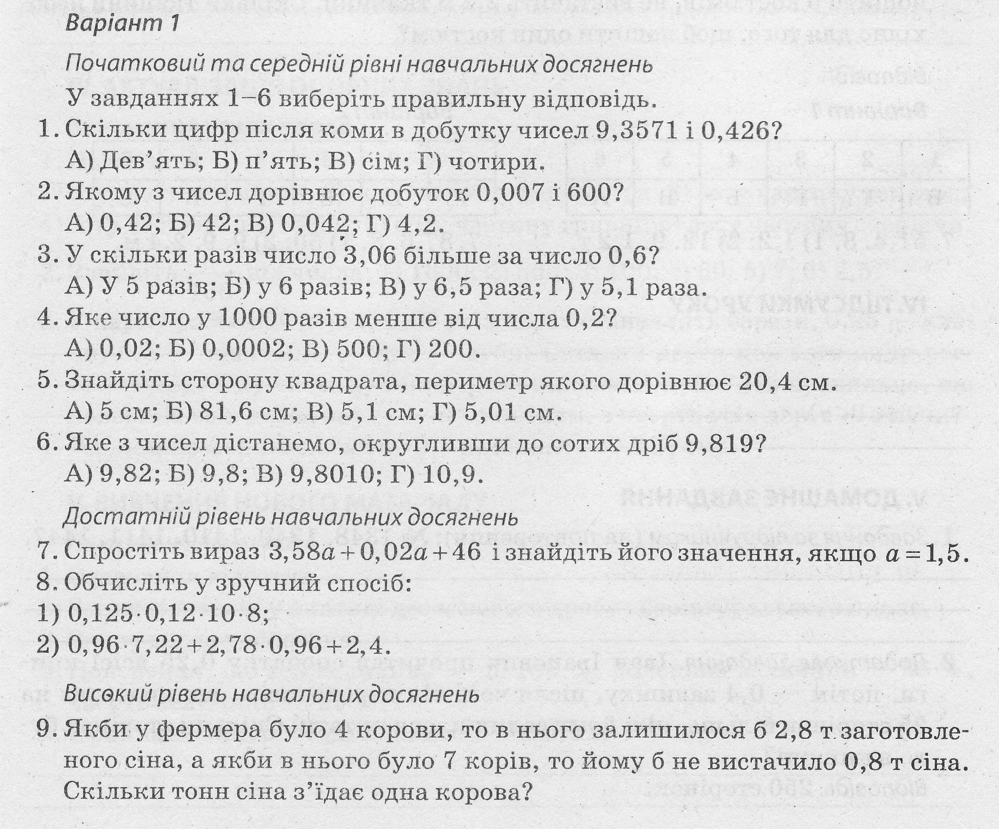 Варіант 1
Початковий та середній рівні навчальних досягнень
У завданнях 1–6 виберіть правильну відповідь.
1. Скільки цифр після коми в добутку чисел 9,3571 і 0,426?
А) Дев’ять; Б) п’ять; В) сім; Г) чотири.
2. Якому з чисел дорівнює добуток 0,007 і 600?
А) 0,42; Б) 42; В) 0,042; Г) 4,2.
3. У скільки разів число 3,06 більше за число 0,6?
А) У 5 разів; Б) у 6 разів; В) у 6,5 раза; Г) у 5,1 раза.
4. Яке число у 1000 разів менше від числа 0,2?
А) 0,02; Б) 0,0002; В) 500; Г) 200.
5. Знайдіть сторону квадрата, периметр якого дорівнює 20,4 см.
А) 5 см; Б) 81,6 см; В) 5,1 см; Г) 5,01 см.
6. Яке з чисел дістанемо, округливши до сотих дріб 9,819?
А) 9,82; Б) 9,8; В) 9,8010; Г) 10,9.
Достатній рівень навчальних досягнень
7. Спростіть вираз 3,58a + 0,02a + 46 і знайдіть його значення, якщо a = 1,5.
8. Обчисліть у зручний спосіб:
1) 0,125·0,12·10·8;
2) 0,96·7,22 + 2,78·0,96 + 2,4.
Високий рівень навчальних досягнень
9. Якби у фермера було 4 корови, то в нього залишилося б 2,8 т заготовле-
ного сіна, а якби в нього було 7 корів, то йому б не вистачило 0,8 т сіна.
Скільки тонн сіна з’їдає одна корова?